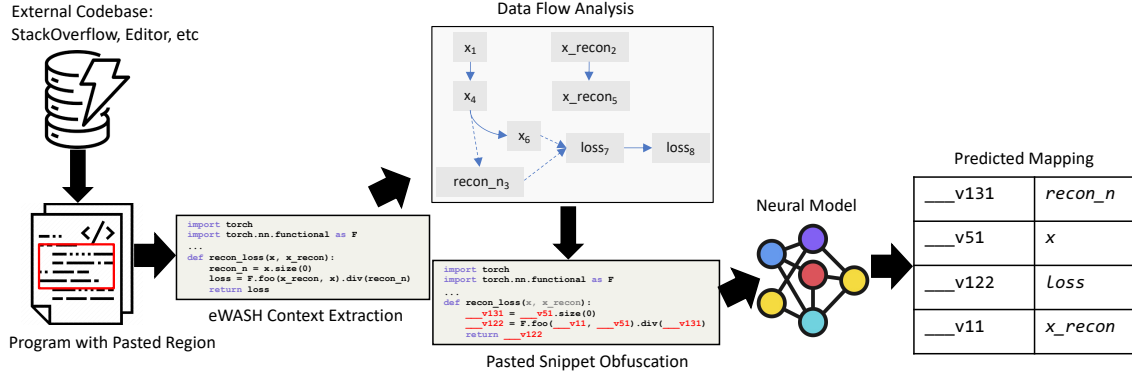 External Codebase:
StackOverflow, Editor, etc
Program with Pasted Region
</>
import torch
import torch.nn.functional as F
...
def recon_loss(x, x_recon):
recon_n = x.size(0)
loss = F.foo(x_recon, x).div(recon_n)
return loss
eWASH Context Extraction
Data Flow Analysis
x1
x_recon2
x4
x_recon5
x6
loss7
loss8
recon_n3
import torch
import torch.nn.functional as F
...
def recon_loss(x, x_recon):
___v131 = ___v51.size(0)
___v122 = F.foo(___v11, ___v51).div(___v131)
return ___v122
Pasted Snippet Obfuscation
Neural Model
Predicted Mapping
___v131 recon_n
___v51 x
___v122 loss
___v11 x_recon